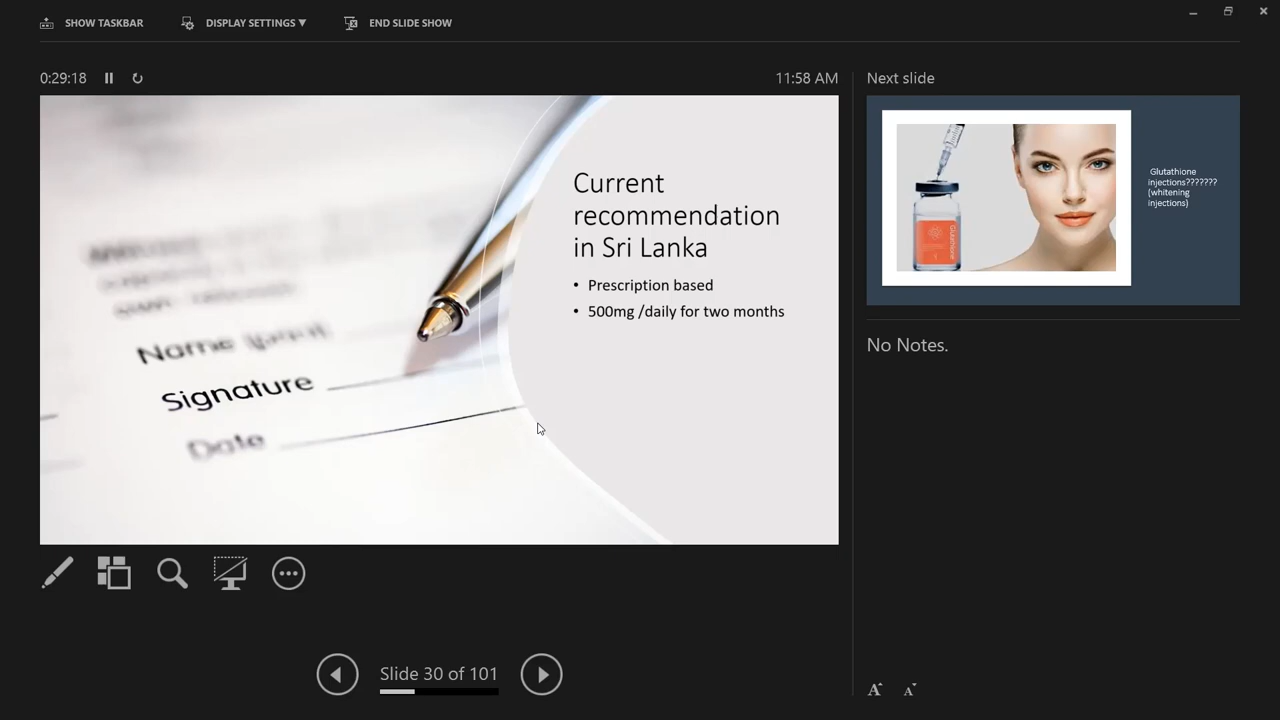 SHOW TASKBAR
DISPLAY SETTINGS ▼
END SLIDE SHOW
0:29:18
11:58 AM
Next slide
Current
recommendation
in Sri Lanka
• Prescription based
• 500mg /daily for two months
Name (print)
Signature
Date
Glutathione
Glutathione
injections???????
(whitening
injections)
No Notes.
Slide 30 of 101
A
A